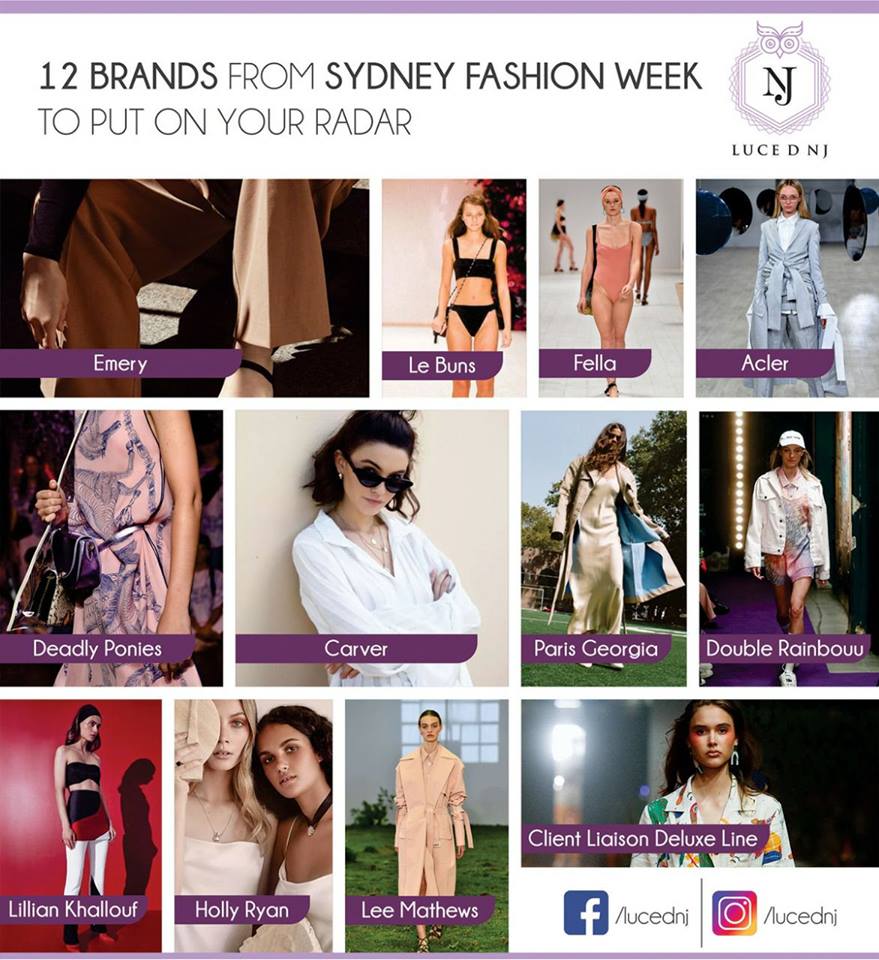 12 BRANDS FROM SYDNEY FASHION WEEK
TO PUT ON YOUR RADAR
NJ
LUCE D NJ
Emery
Le Buns
Fella
Acler
Deadly Ponies
Carver
Paris Georgia
Double Rainbouu
Lillian Khallouf
Holly Ryan
Lee Mathews
Client Liaison Deluxe Line
/lucednj
/lucednj